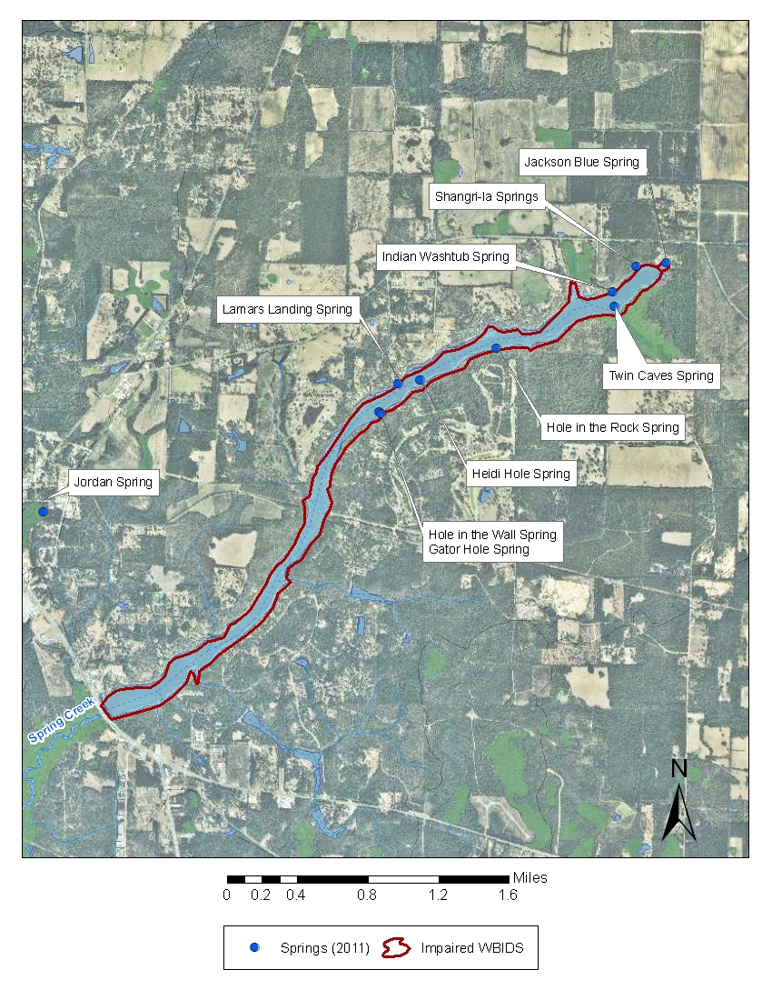 Jackson Blue Spring
Shangri-la Springs
Indian Washtub Spring
Lamars Landing Spring
Twin Caves Spring
Hole in the Rock Spring
Heidi Hole Spring
Jordan Spring
Hole in the Wall Spring
Gator Hole Spring
Spring Creek
N
Miles
0 0.2 0.4 0.8 1.2 1.6
Springs (2011) Impaired WBIDS